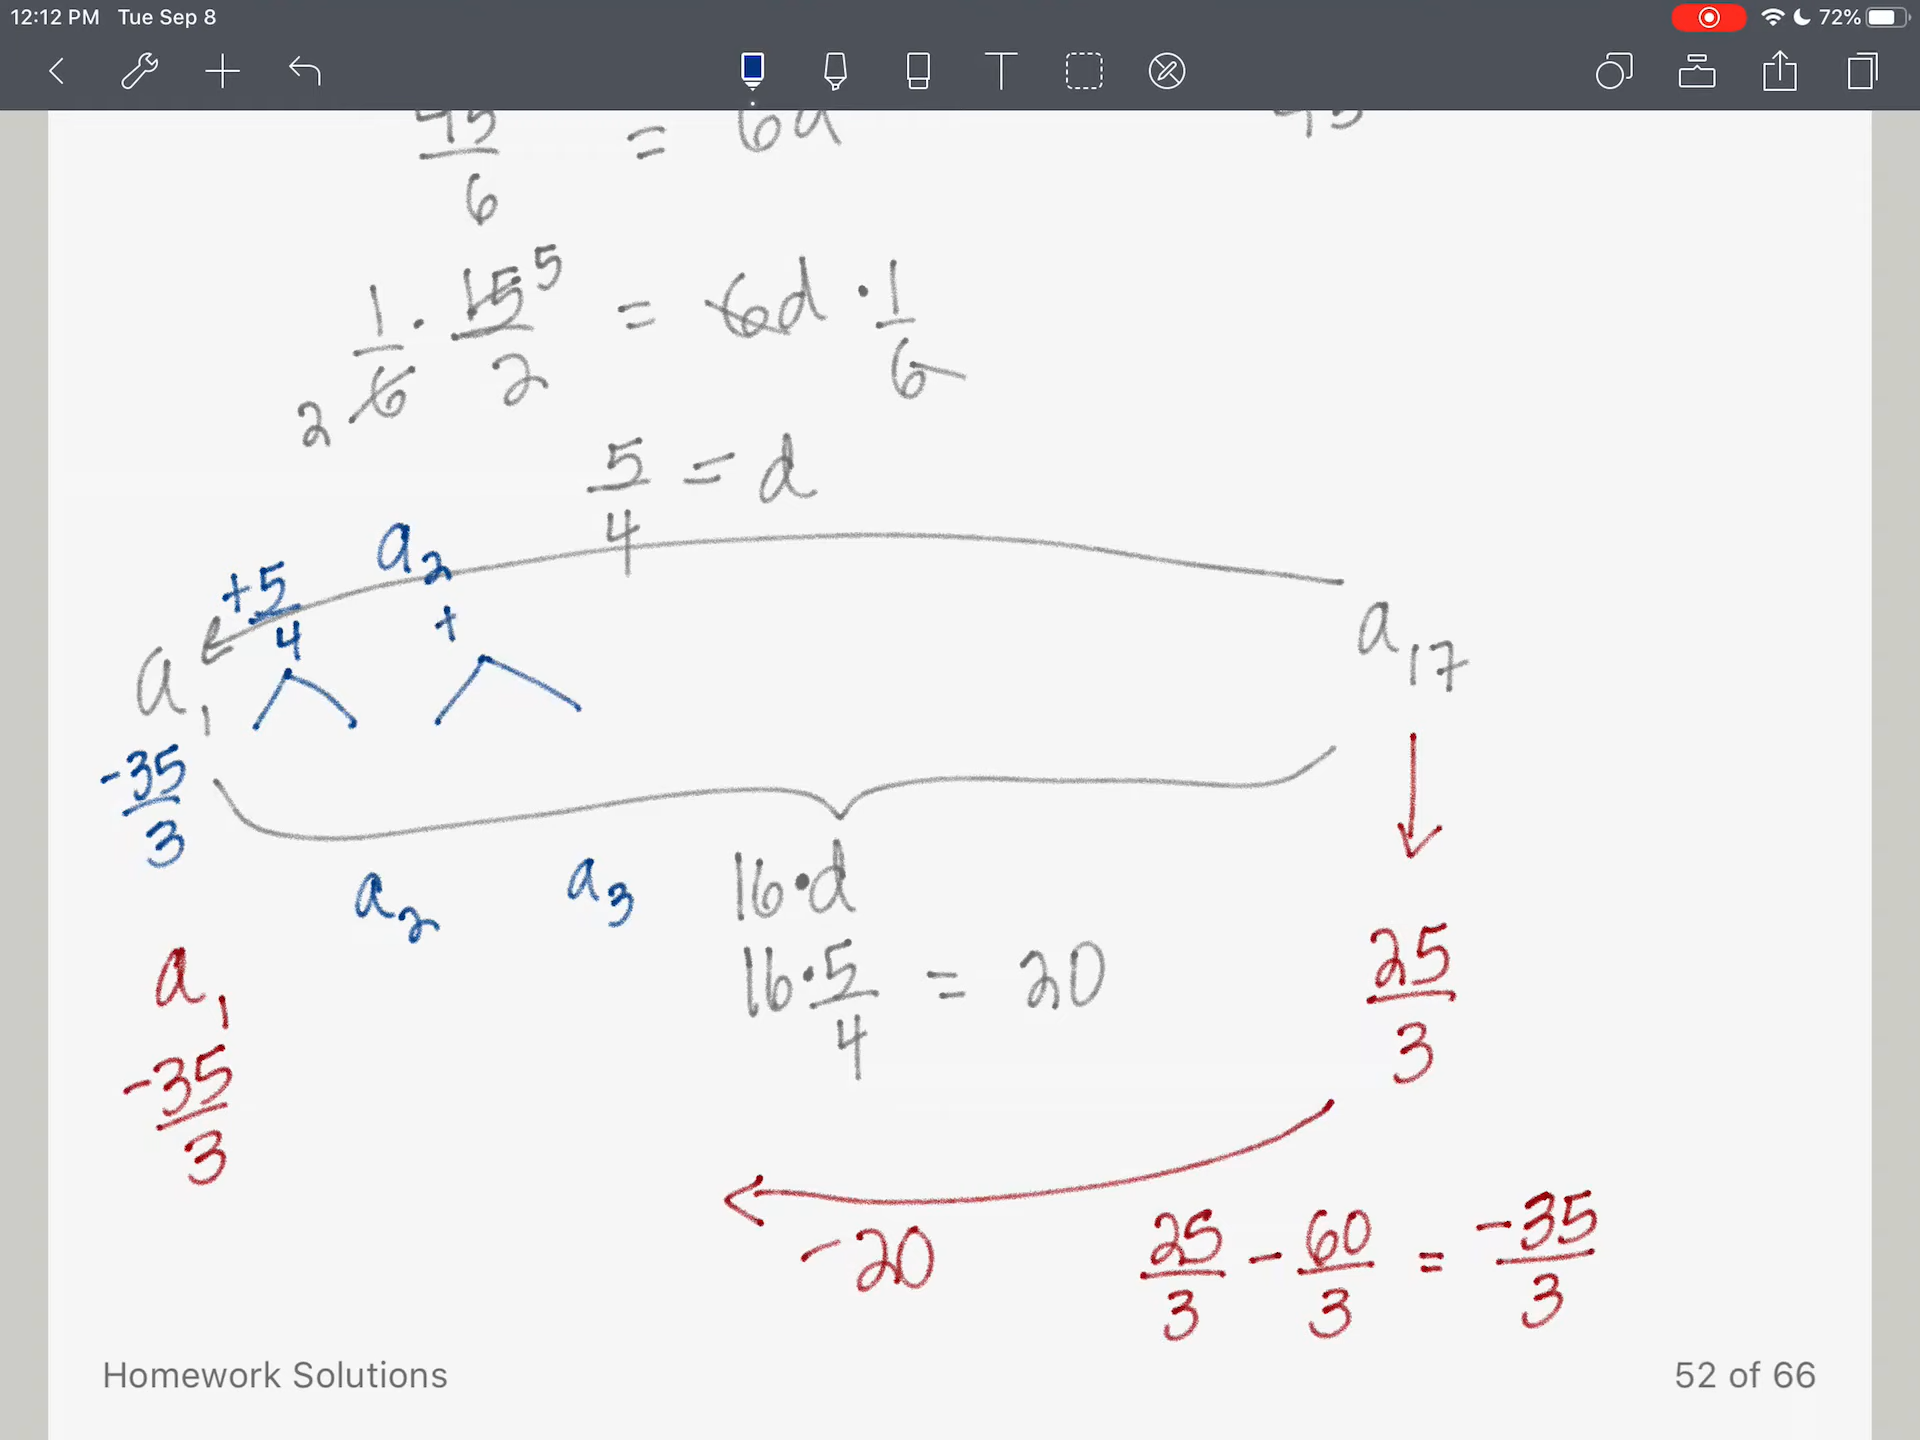 12:12 PM Tue Sep 8 72%
45/6 = 6d
1/6 · 15/2 5 = 6d · 1/6
2
5/4 = d
a₂
+5/4 +
a₁ a₁₇
-35/3
a₂ a₃ 16·d
a₁ 16·5/4 = 20 25/3
-35/3
-20 25/3 - 60/3 = -35/3
Homework Solutions 52 of 66